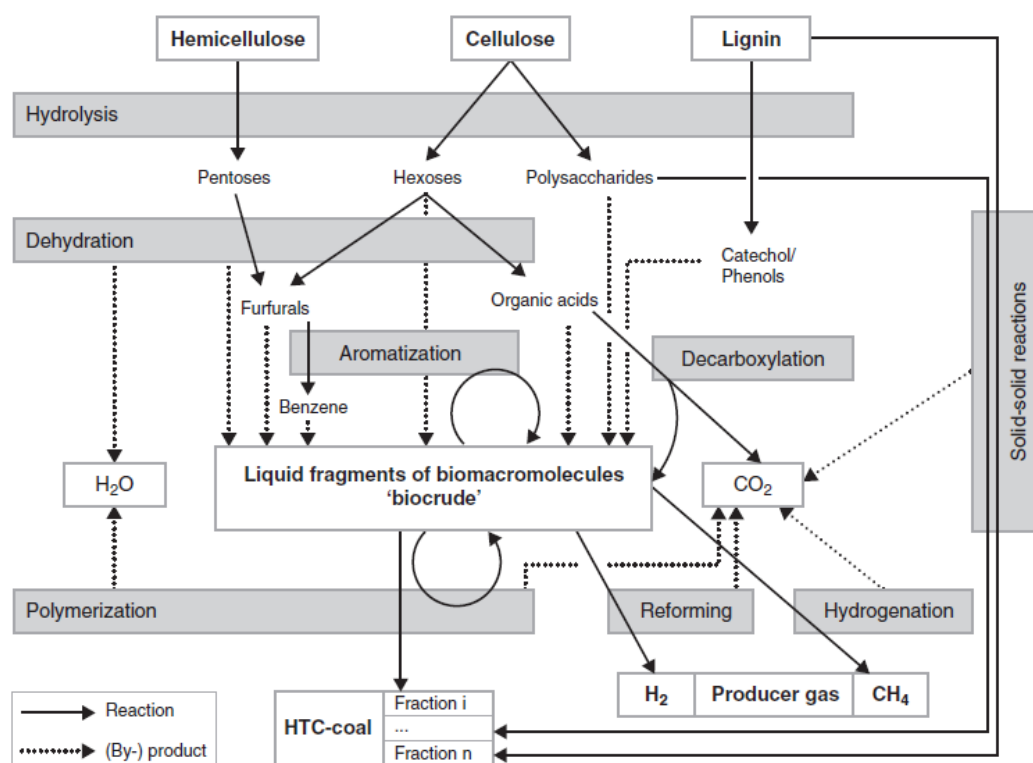 Hemicellulose
Cellulose
Lignin
Hydrolysis
Pentoses
Hexoses
Polysaccharides
Dehydration
Catechol/
Phenols
Furfurals
Organic acids
Aromatization
Decarboxylation
Solid-solid reactions
Benzene
H₂O
Liquid fragments of biomacromolecules
‘biocrude’
CO₂
Polymerization
Reforming
Hydrogenation
H₂
Producer gas
CH₄
Reaction
(By-) product
HTC-coal
Fraction i
...
Fraction n